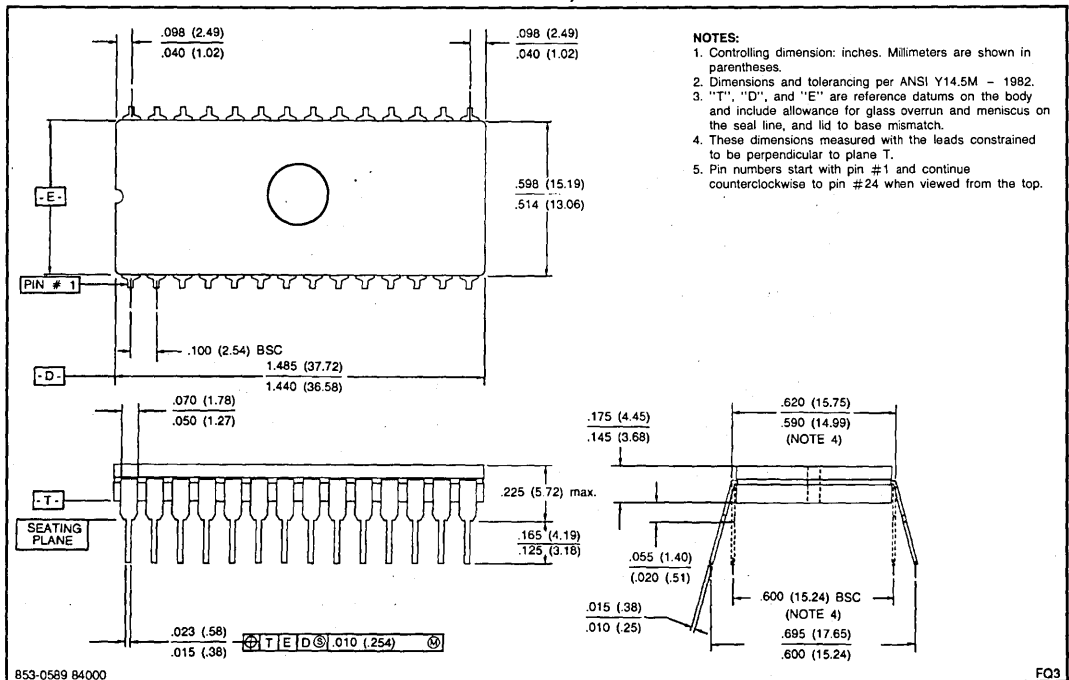 .098 (2.49)
.040 (1.02)
.098 (2.49)
.040 (1.02)
NOTES:
1. Controlling dimension: inches. Millimeters are shown in
parentheses.
2. Dimensions and tolerancing per ANSI Y14.5M – 1982.
3. "T", "D", and "E" are reference datums on the body
and include allowance for glass overrun and meniscus on
the seal line, and lid to base mismatch.
4. These dimensions measured with the leads constrained
to be perpendicular to plane T.
5. Pin numbers start with pin #1 and continue
counterclockwise to pin #24 when viewed from the top.
- E -
.598 (15.19)
.514 (13.06)
PIN # 1
.100 (2.54) BSC
- D -
1.485 (37.72)
1.440 (36.58)
.070 (1.78)
.050 (1.27)
.175 (4.45)
.145 (3.68)
.620 (15.75)
.590 (14.99)
(NOTE 4)
- T -
.225 (5.72) max.
SEATING
PLANE
.165 (4.19)
.125 (3.18)
.055 (1.40)
(.020 (.51)
.600 (15.24) BSC
(NOTE 4)
.015 (.38)
.010 (.25)
.695 (17.65)
.600 (15.24)
.023 (.58)
.015 (.38)
⌖ T E D Ⓢ .010 (.254) Ⓜ
853-0589 84000
FQ3